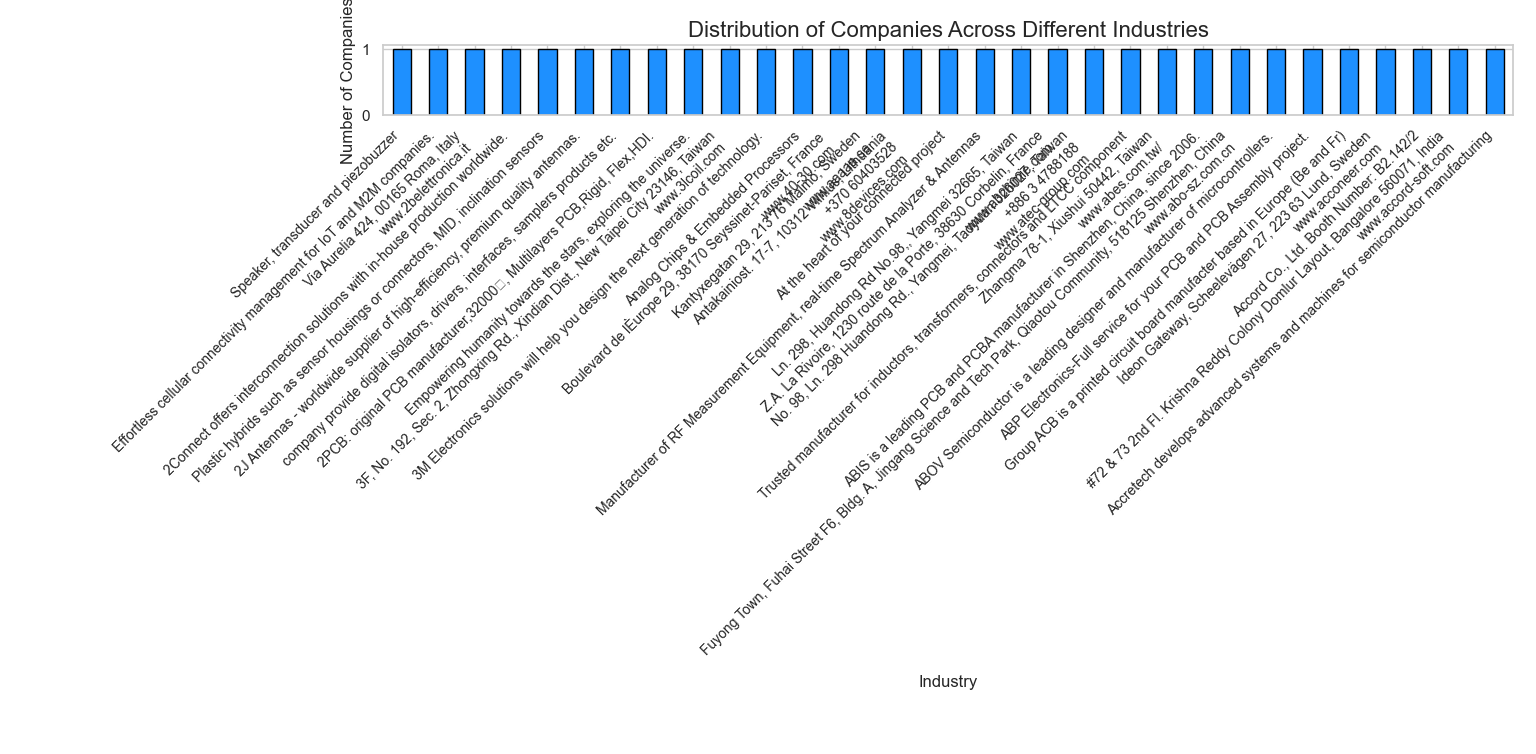 Distribution of Companies Across Different Industries
Number of Companies
1
0
Speaker, transducer and piezobuzzer
Effortless cellular connectivity management for IoT and M2M companies.
Via Aurelia 424, 00165 Roma, Italy
www.2belettronica.it
2Connect offers interconnection solutions with in-house production worldwide.
Plastic hybrids such as sensor housings or connectors, MID, inclination sensors
2J Antennas - worldwide supplier of high-efficiency, premium quality antennas.
company provide digital isolators, drivers, interfaces, samplers products etc.
2PCB: original PCB manufacturer,32000□, Multilayers PCB,Rigid, Flex,HDI.
Empowering humanity towards the stars, exploring the universe.
3F, No. 192, Sec. 2, Zhongxing Rd., Xindian Dist., New Taipei City 23146, Taiwan
www.3lcoil.com
3M Electronics solutions will help you design the next generation of technology.
Analog Chips & Embedded Processors
Boulevard de lÈurope 29, 38170 Seyssinet-Pariset, France
www.40-30.com
Kantyxegatan 29, 21376 Malmö, Sweden
Antakainiost. 17-7, 10312 Vilnius, Lithuania
+370 60403528
www.8devices.com
At the heart of your connected project
Manufacturer of RF Measurement Equipment, real-time Spectrum Analyzer & Antennas
Ln. 298, Huandong Rd No.98,, Yangmei 32665, Taiwan
Z.A. La Rivoire, 1230 route de la Porte, 38630 Corbelin, France
No. 98, Ln. 298 Huandong Rd., Yangmei, Taoyuan 326002, Taiwan
+886 3 4788188
www.atec-group.com
Trusted manufacturer for inductors, transformers, connectors and LTCC component
Zhangma 78-1, Xiushui 50442, Taiwan
www.abes.com.tw/
ABIS is a leading PCB and PCBA manufacturer in Shenzhen, China, since 2006.
Fuyong Town, Fuhai Street F6, Bldg. A, Jingang Science and Tech Park, Qiaotou Community, 518125 Shenzhen, China
www.abo-sz.com.cn
ABOV Semiconductor is a leading designer and manufacturer of microcontrollers.
ABP Electronics-Full service for your PCB and PCB Assembly project.
Group ACB is a printed circuit board manufacter based in Europe (Be and Fr)
Ideon Gateway, Scheelevägen 27, 223 63 Lund, Sweden
www.acconeer.com
Accord Co., Ltd. Booth Number: B2.142/2
#72 & 73 2nd Fl. Krishna Reddy Colony Domlur Layout, Bangalore 560071, India
www.accord-soft.com
Accretech develops advanced systems and machines for semiconductor manufacturing
Industry